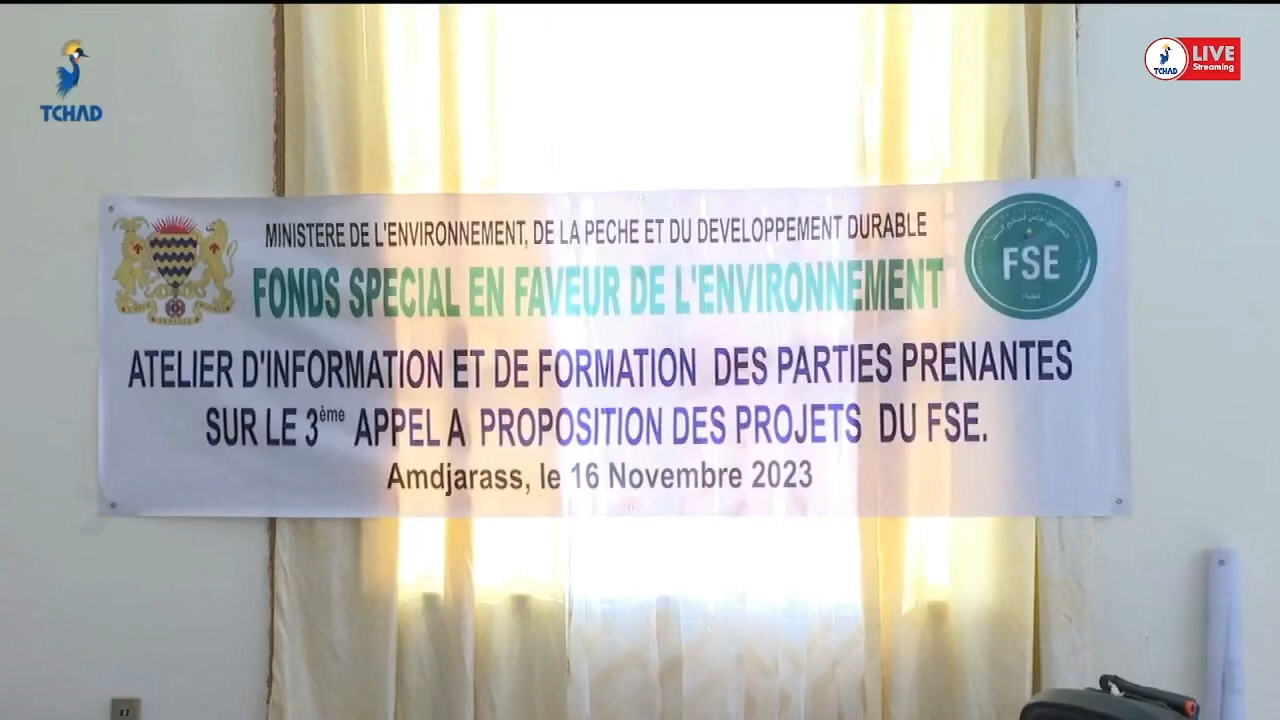 TCHAD
TCHAD
LIVE
Streaming
MINISTERE DE L'ENVIRONNEMENT, DE LA PECHE ET DU DEVELOPPEMENT DURABLE
FONDS SPECIAL EN FAVEUR DE L'ENVIRONNEMENT
FSE
ATELIER D'INFORMATION ET DE FORMATION DES PARTIES PRENANTES
SUR LE 3ème APPEL A PROPOSITION DES PROJETS DU FSE.
Amdjarass, le 16 Novembre 2023